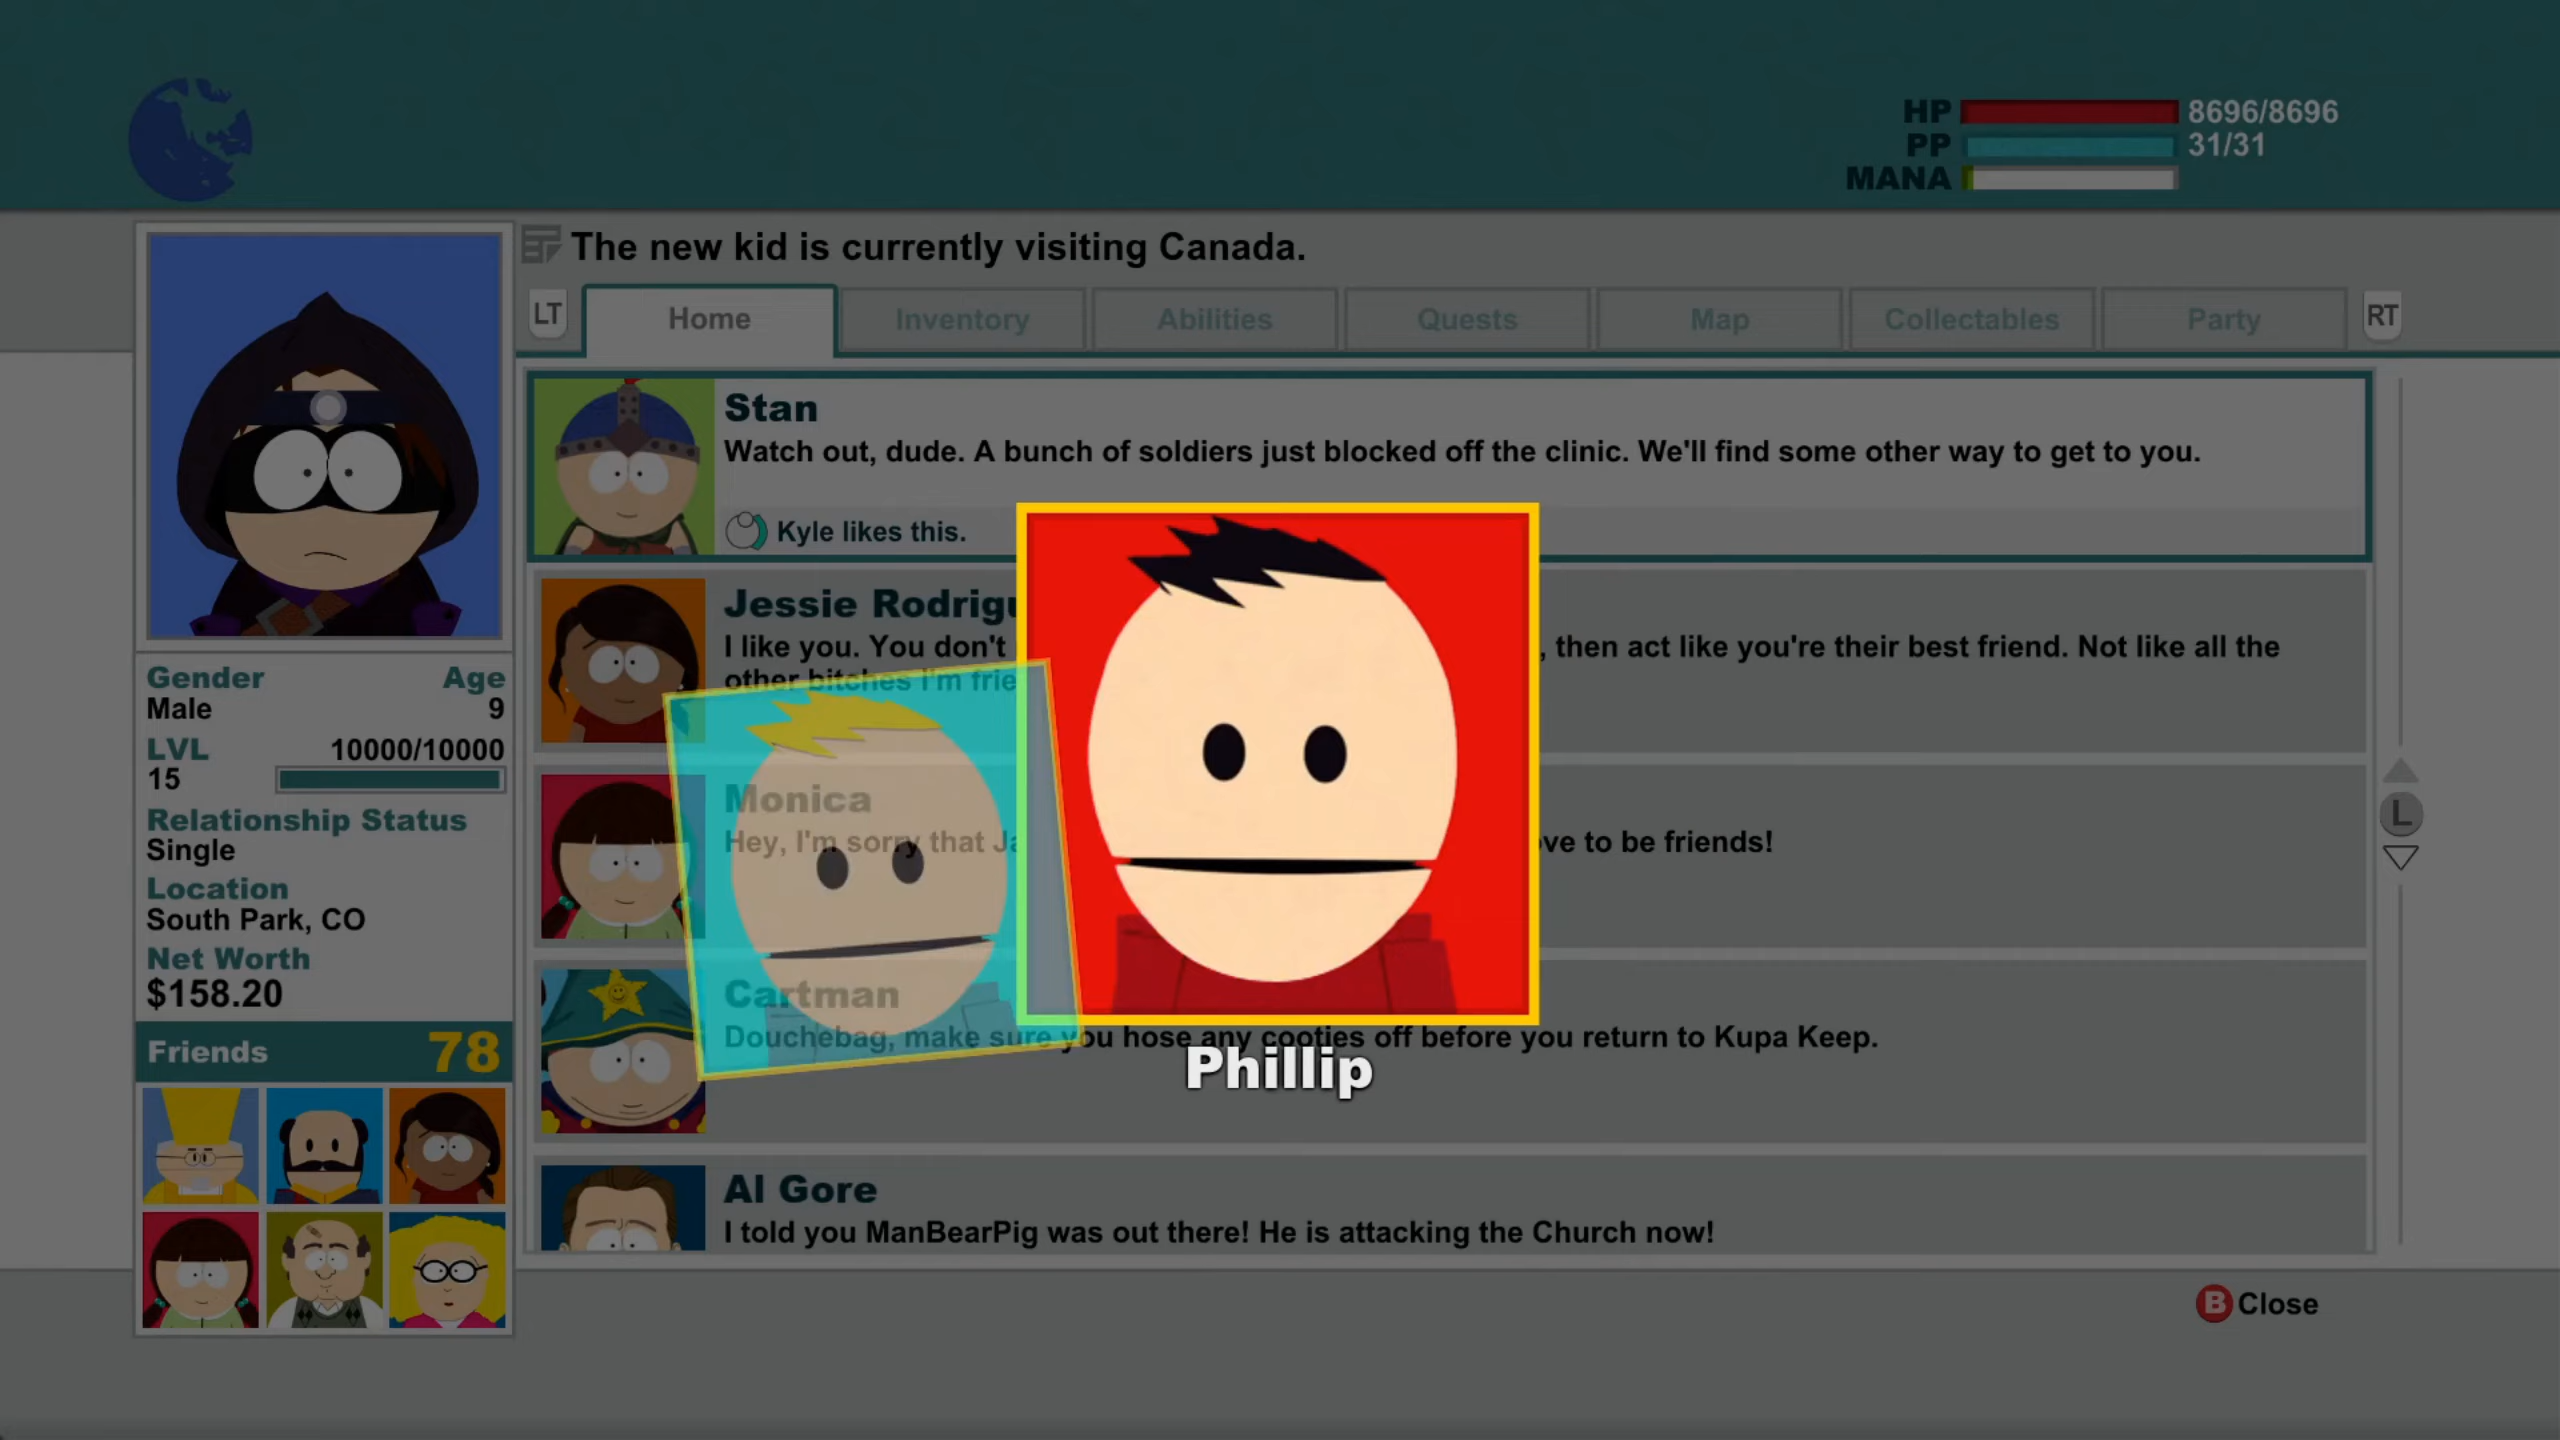 HP 8696/8696
PP 31/31
MANA
The new kid is currently visiting Canada.
LT Home Inventory Abilities Quests Map Collectables Party RT
Stan
Watch out, dude. A bunch of soldiers just blocked off the clinic. We'll find some other way to get to you.
Kyle likes this.
Jessie Rodrigu
I like you. You don't , then act like you're their best friend. Not like all the
other bitches I'm frie
Monica
Hey, I'm sorry that Ja ve to be friends!
Cartman
Douchebag, make sure you hose any cooties off before you return to Kupa Keep.
Phillip
Al Gore
I told you ManBearPig was out there! He is attacking the Church now!
Gender Age
Male 9
LVL 10000/10000
15
Relationship Status
Single
Location
South Park, CO
Net Worth
$158.20
Friends 78
L
B Close